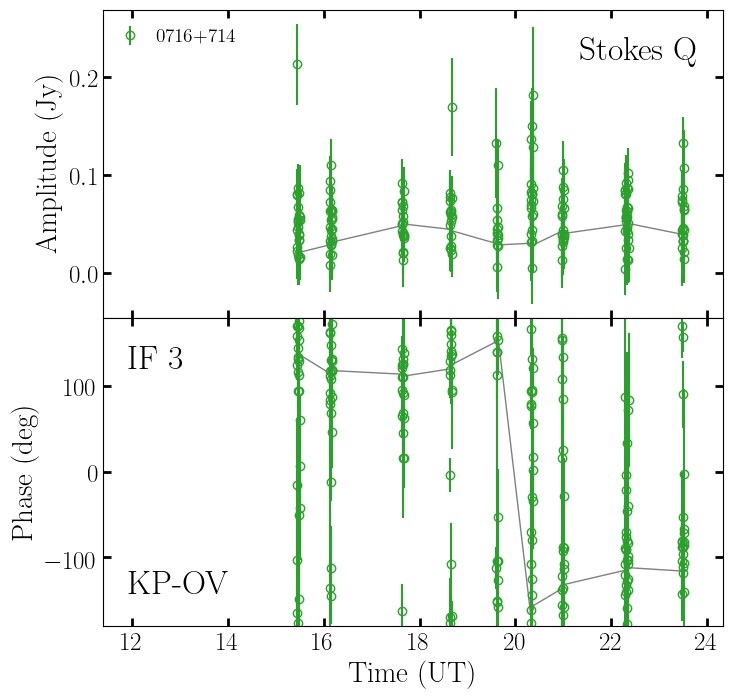 0716+714
Stokes Q
Amplitude (Jy)
0.2
0.1
0.0
IF 3
KP-OV
Phase (deg)
100
0
−100
12 14 16 18 20 22 24
Time (UT)